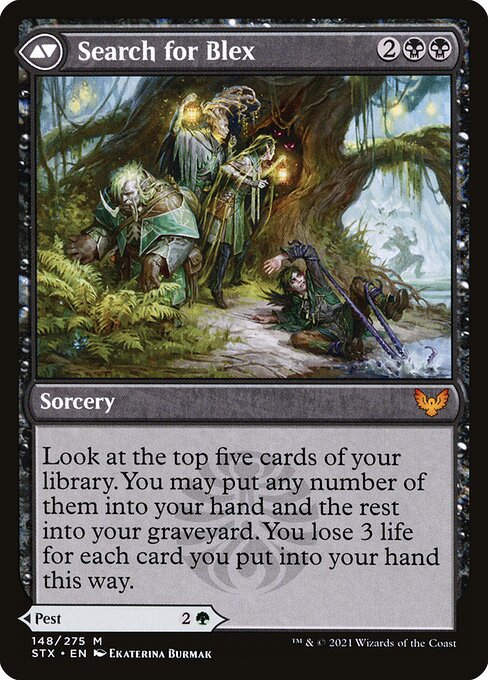 Search for Blex 2
Sorcery
Look at the top five cards of your
library. You may put any number of
them into your hand and the rest
into your graveyard. You lose 3 life
for each card you put into your hand
this way.
Pest 2
148/275 M
STX • EN Ekaterina Burmak
™ & © 2021 Wizards of the Coast